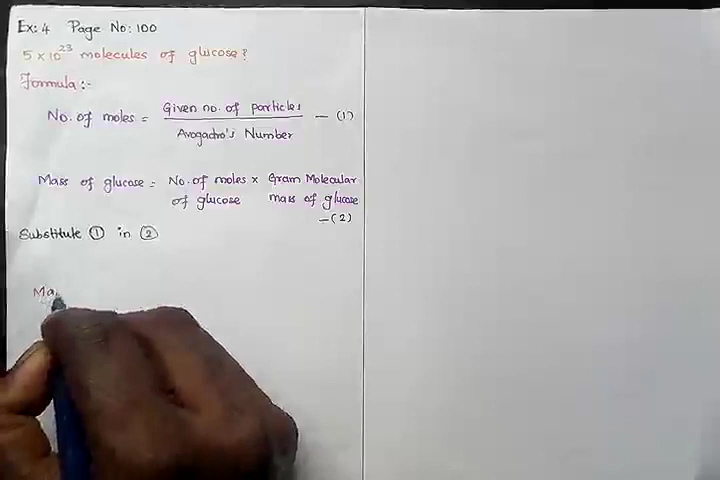 Ex: 4 Page No: 100
5 × 10²³ molecules of glucose?
Formula :-
No. of moles = Given no. of particles / Avogadro's Number — (1)
Mass of glucose = No. of moles of glucose × Gram Molecular mass of glucose — (2)
Substitute ① in ②
Mas